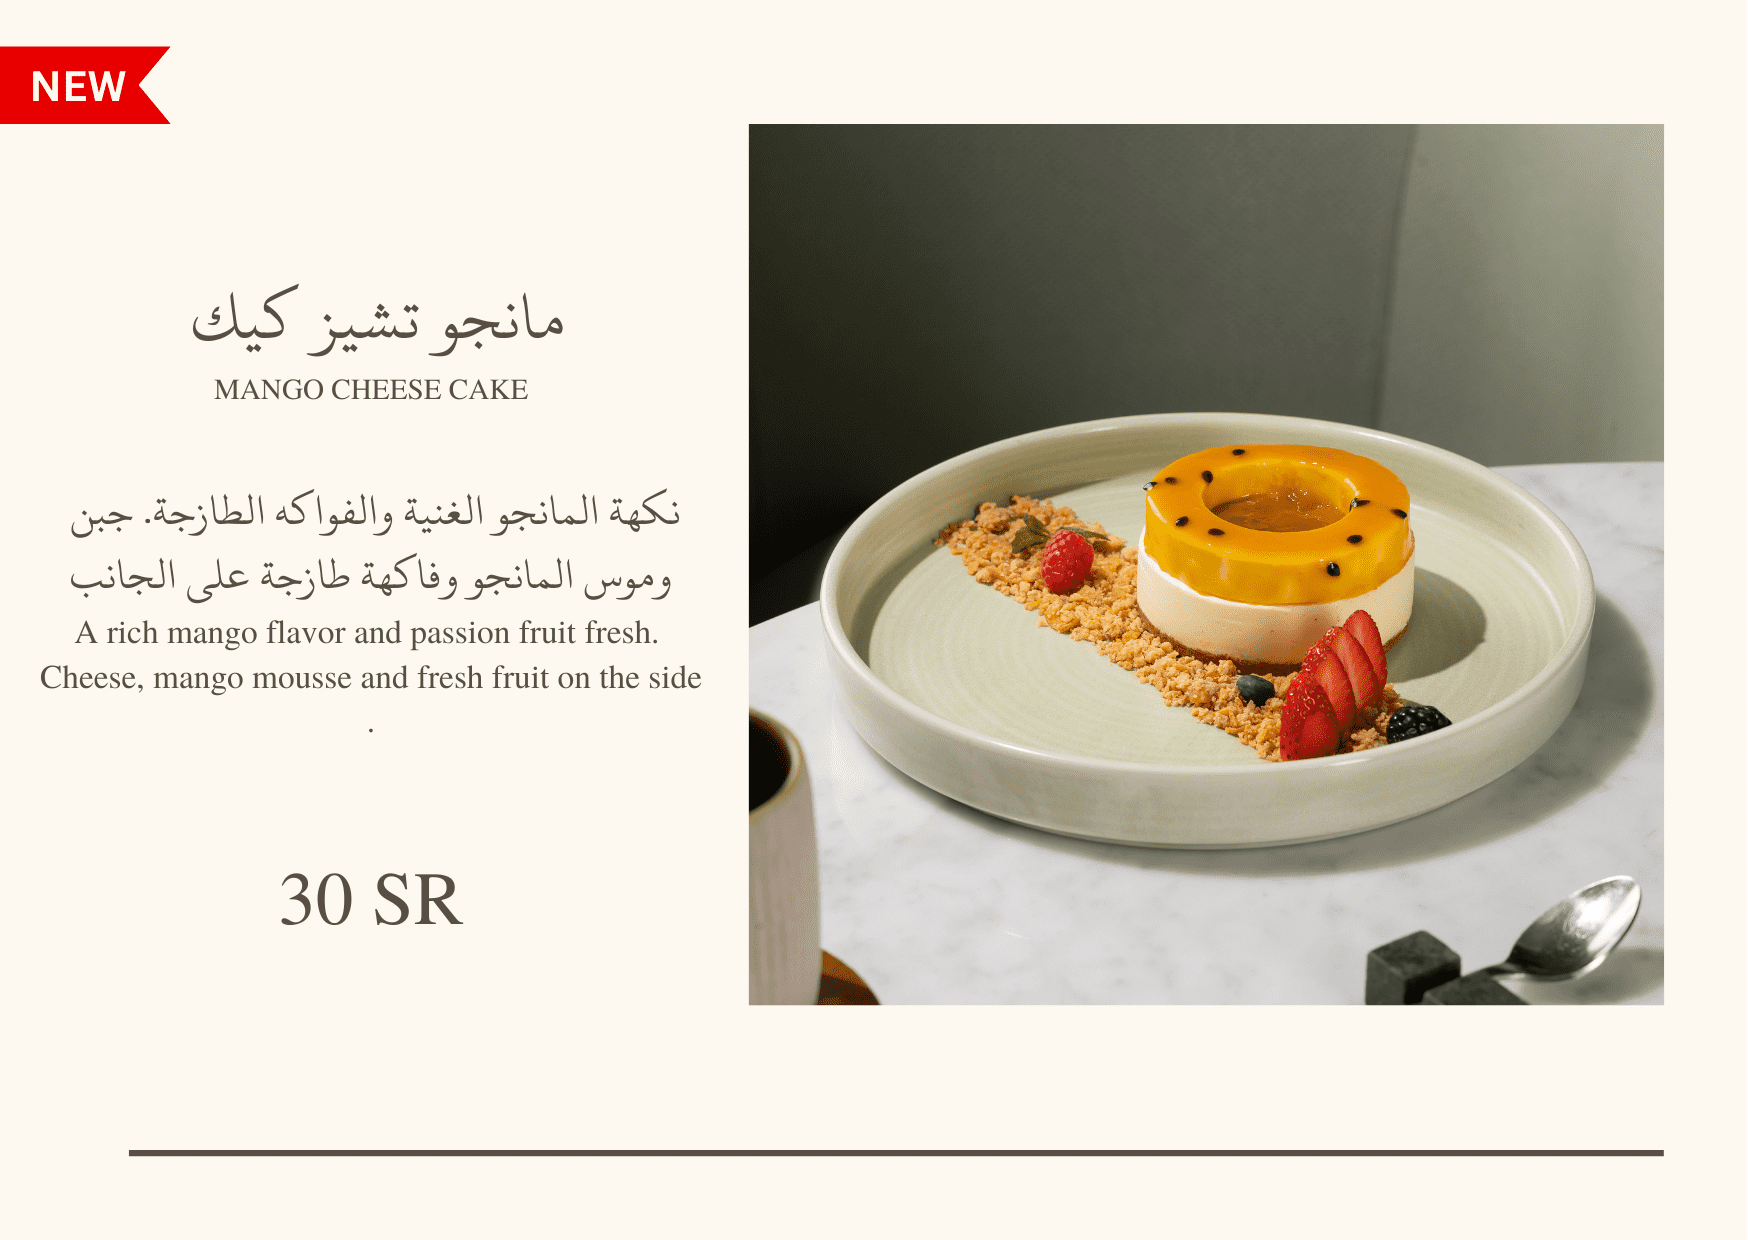 NEW
مانجو تشيز كيك
MANGO CHEESE CAKE
نكهة المانجو الغنية والفواكه الطازجة. جبن
وموس المانجو وفاكهة طازجة على الجانب
A rich mango flavor and passion fruit fresh.
Cheese, mango mousse and fresh fruit on the side
.
30 SR